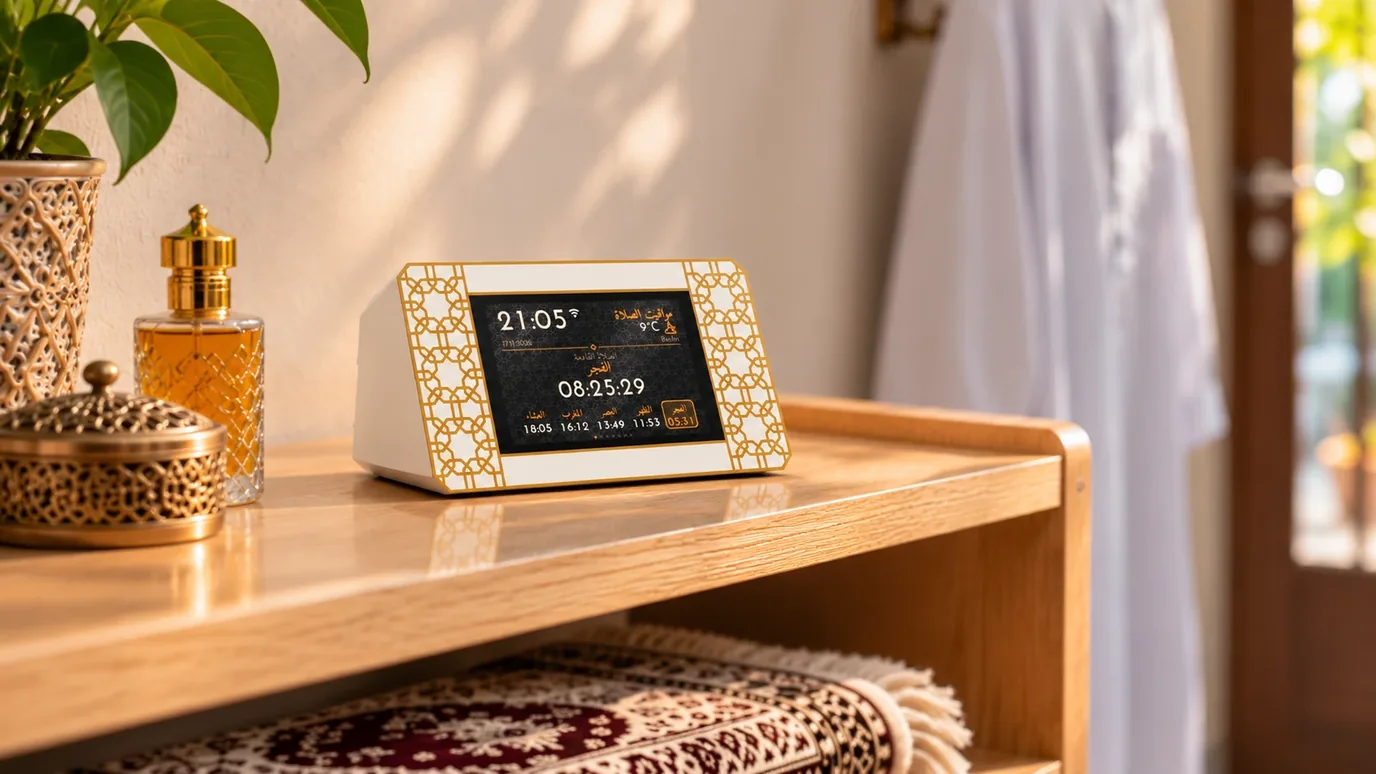 21:05
مواقيت الصلاة
9°C
Berlin
الصلاة القادمة
الفجر
08:25:29
الفجر الظهر العصر المغرب العشاء
18:05 16:12 13:49 11:53 05:31